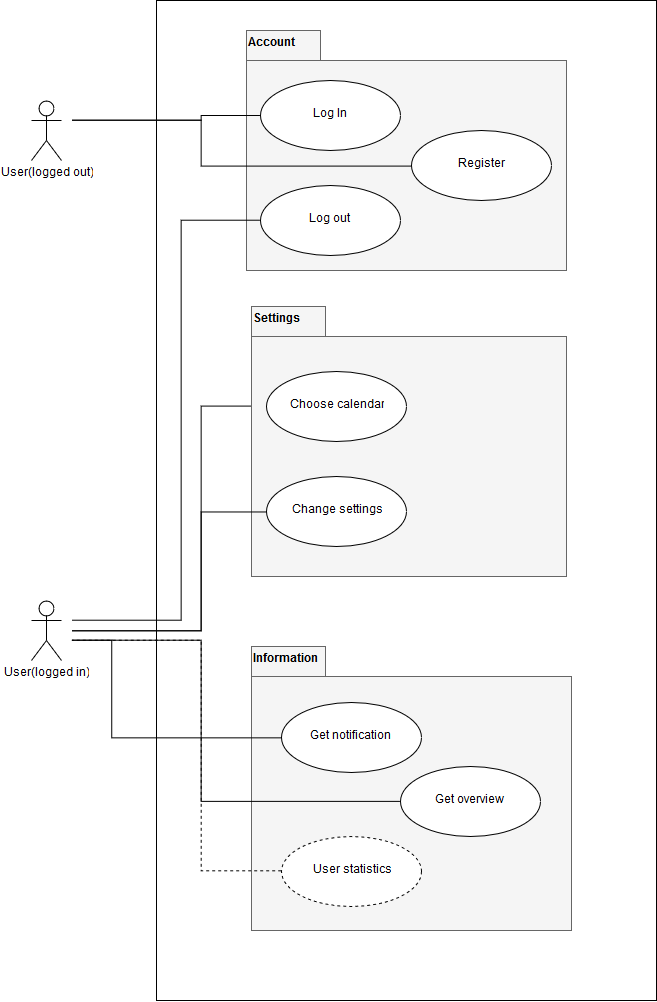 Account
Log In
User(logged out)
Register
Log out
Settings
Choose calendar
Change settings
User(logged in)
Information
Get notification
Get overview
User statistics